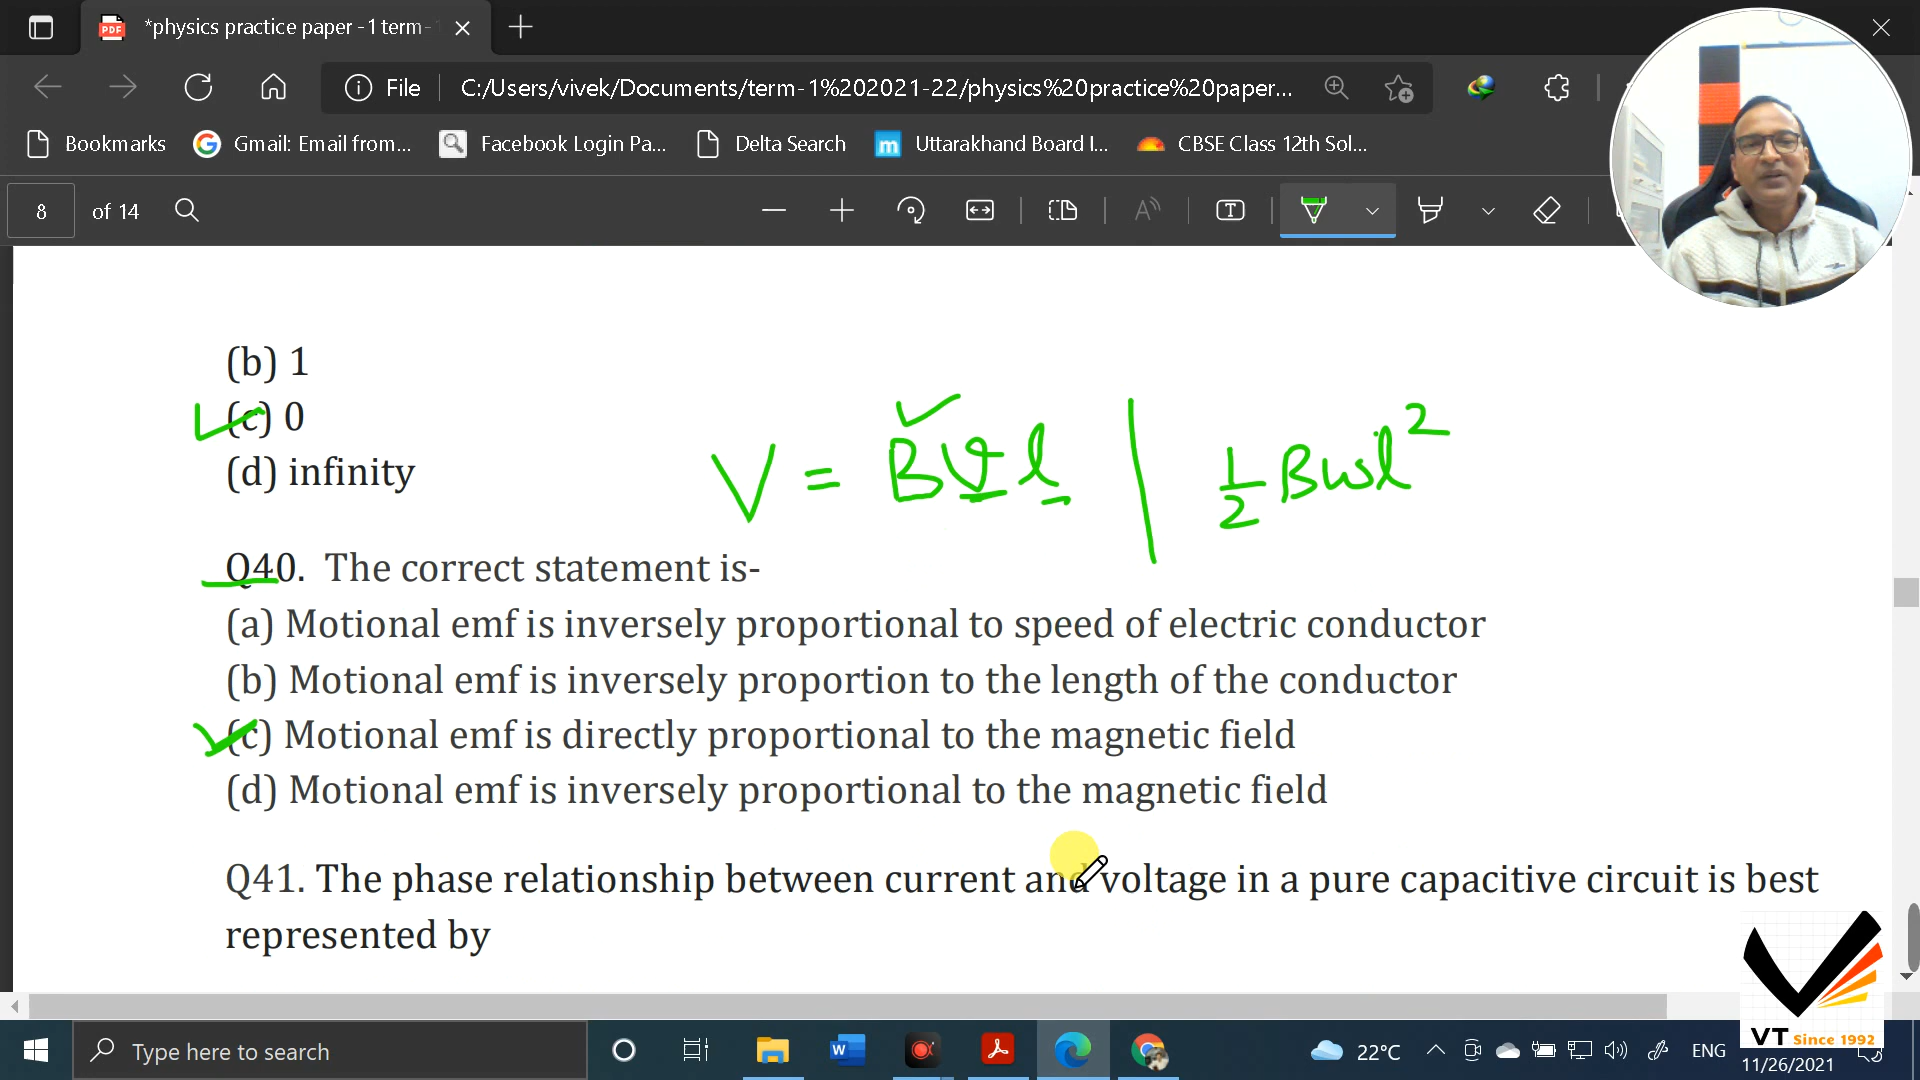 *physics practice paper -1 term-1
File
C:/Users/vivek/Documents/term-1%202021-22/physics%20practice%20paper...
Bookmarks
Gmail: Email from...
Facebook Login Pa...
Delta Search
Uttarakhand Board I...
CBSE Class 12th Sol...
8 of 14
(b) 1
(c) 0
(d) infinity
V = Bvl | 1/2 Bωl²
Q40. The correct statement is-
(a) Motional emf is inversely proportional to speed of electric conductor
(b) Motional emf is inversely proportion to the length of the conductor
(c) Motional emf is directly proportional to the magnetic field
(d) Motional emf is inversely proportional to the magnetic field
Q41. The phase relationship between current and voltage in a pure capacitive circuit is best
represented by
VT Since 1992
Type here to search
22°C
ENG
11/26/2021